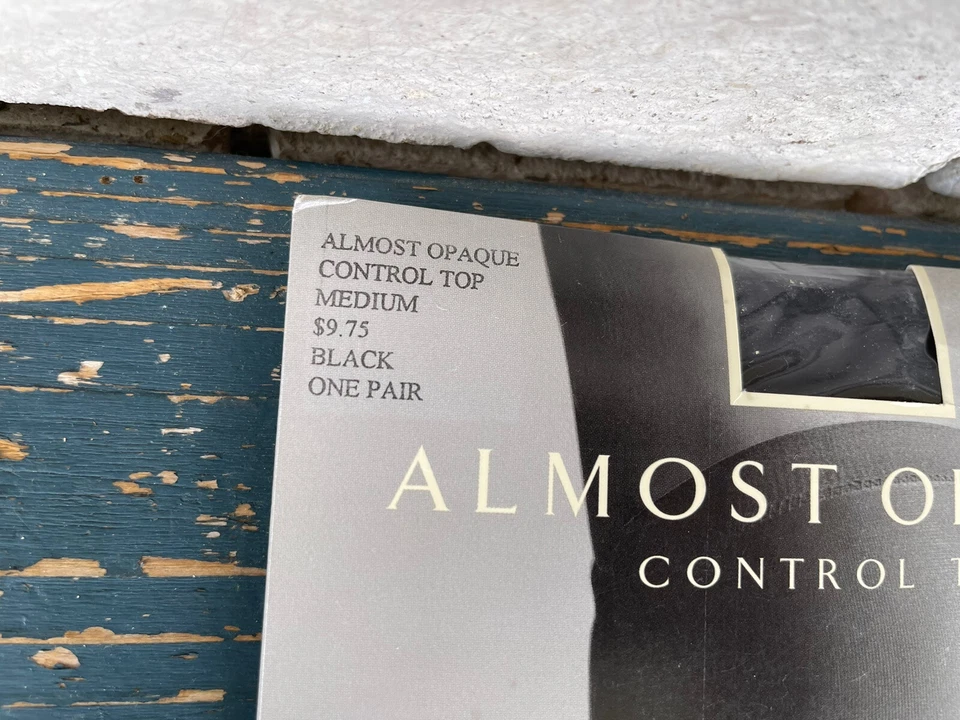 ALMOST OPAQUE
CONTROL TOP
MEDIUM
$9.75
BLACK
ONE PAIR
ALMOST
CONTROL